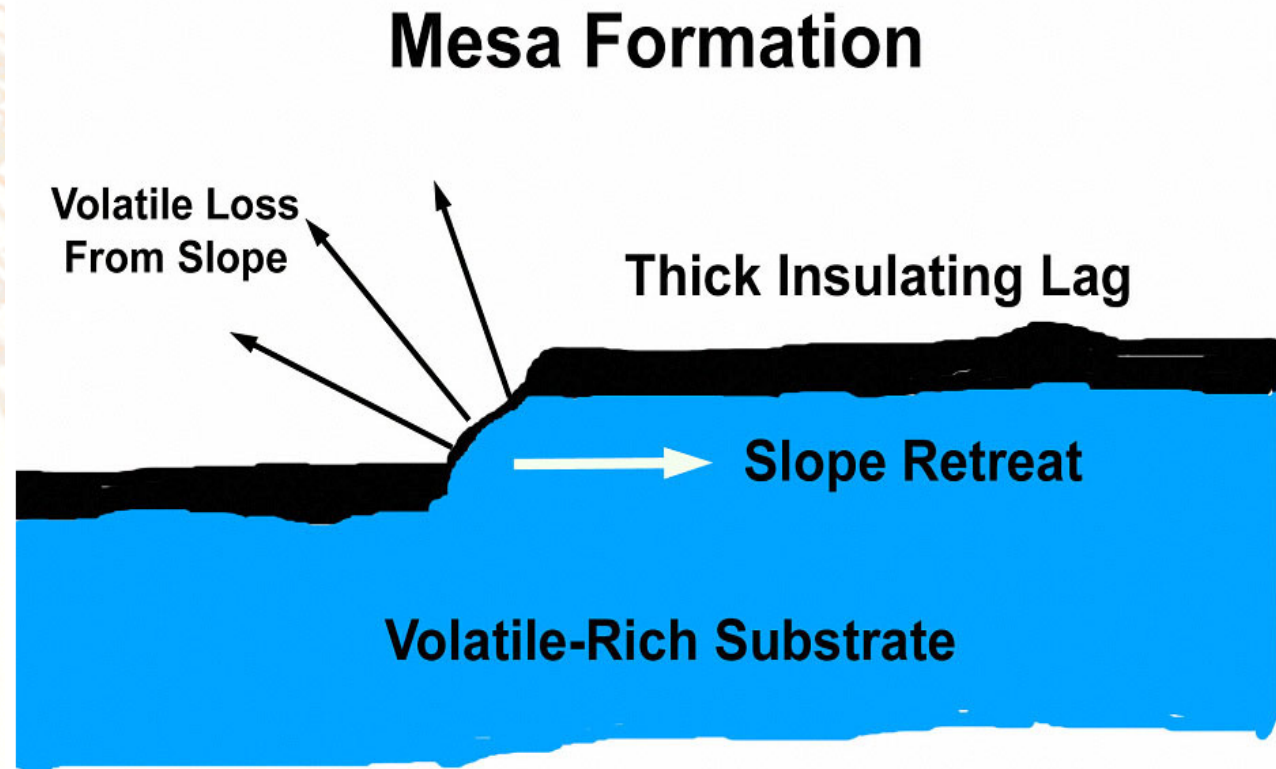 Mesa Formation
Volatile Loss
From Slope
Thick Insulating Lag
Slope Retreat
Volatile-Rich Substrate